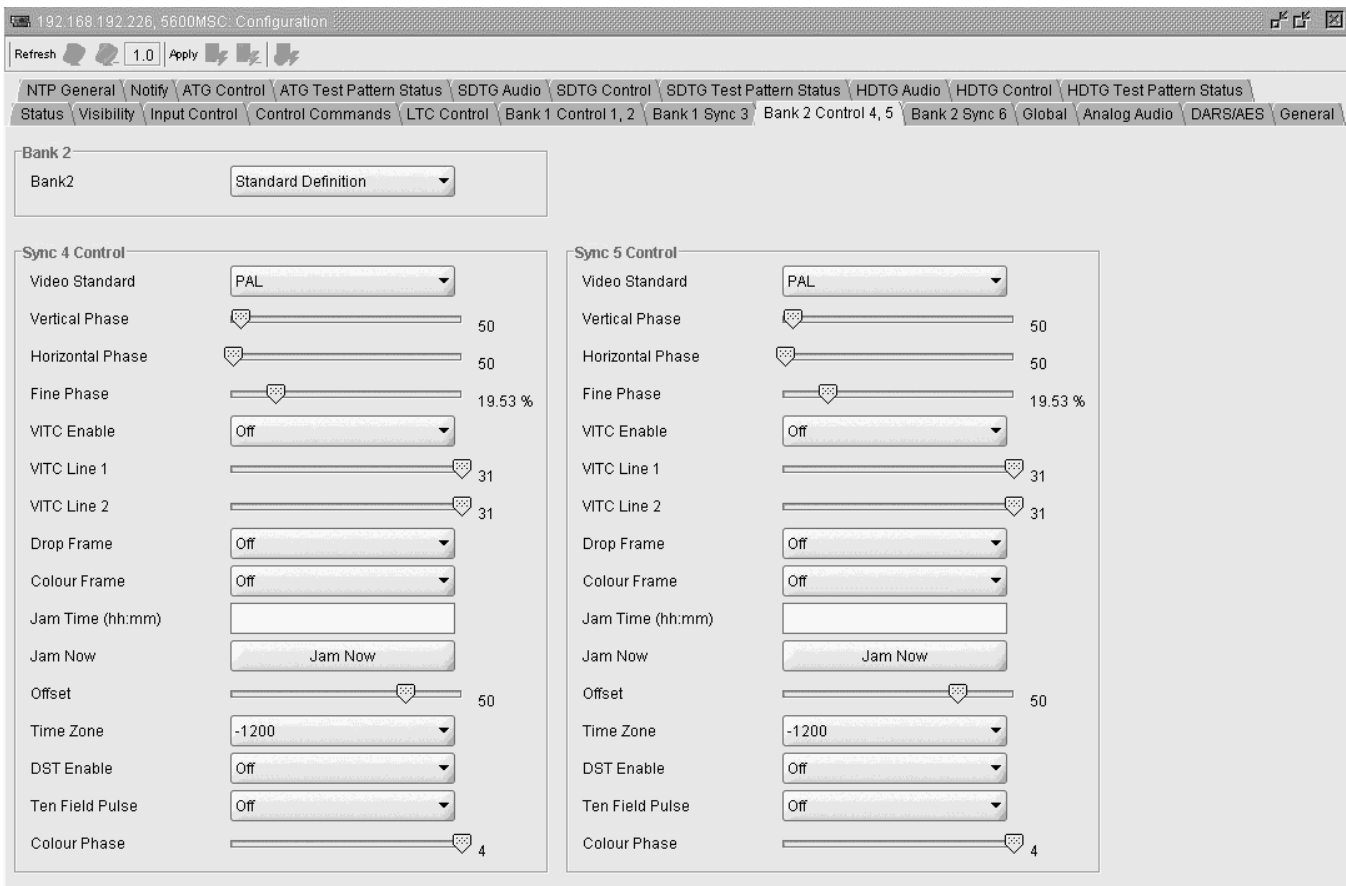 192.168.192.226, 5600MSC: Configuration
Refresh 1.0 Apply
NTP General Notify ATG Control ATG Test Pattern Status SDTG Audio SDTG Control SDTG Test Pattern Status HDTG Audio HDTG Control HDTG Test Pattern Status
Status Visibility Input Control Control Commands LTC Control Bank 1 Control 1, 2 Bank 1 Sync 3 Bank 2 Control 4, 5 Bank 2 Sync 6 Global Analog Audio DARS/AES General
Bank 2
Bank2 Standard Definition
Sync 4 Control
Video Standard PAL
Vertical Phase 50
Horizontal Phase 50
Fine Phase 19.53 %
VITC Enable Off
VITC Line 1 31
VITC Line 2 31
Drop Frame Off
Colour Frame Off
Jam Time (hh:mm)
Jam Now Jam Now
Offset 50
Time Zone -1200
DST Enable Off
Ten Field Pulse Off
Colour Phase 4
Sync 5 Control
Video Standard PAL
Vertical Phase 50
Horizontal Phase 50
Fine Phase 19.53 %
VITC Enable Off
VITC Line 1 31
VITC Line 2 31
Drop Frame Off
Colour Frame Off
Jam Time (hh:mm)
Jam Now Jam Now
Offset 50
Time Zone -1200
DST Enable Off
Ten Field Pulse Off
Colour Phase 4